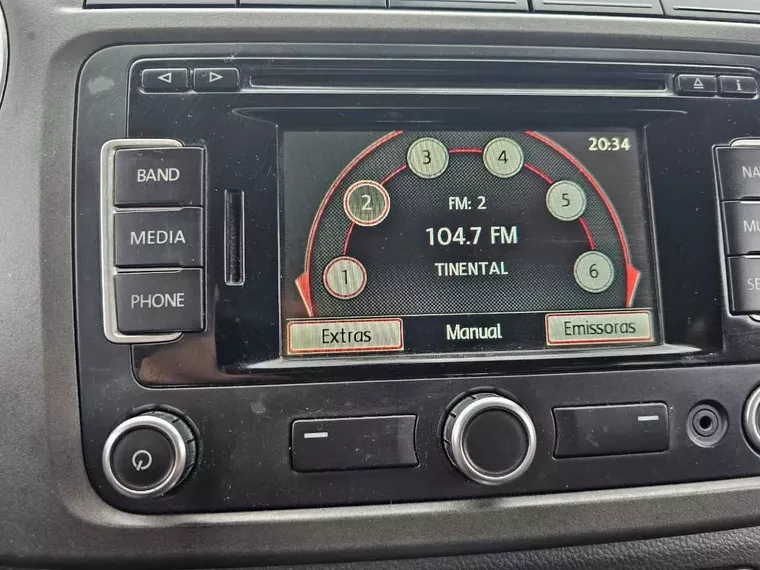 20:34
3 4
2 FM: 2 5
104.7 FM
1 TINENTAL 6
Extras Manual Emissoras
BAND
MEDIA
PHONE
i